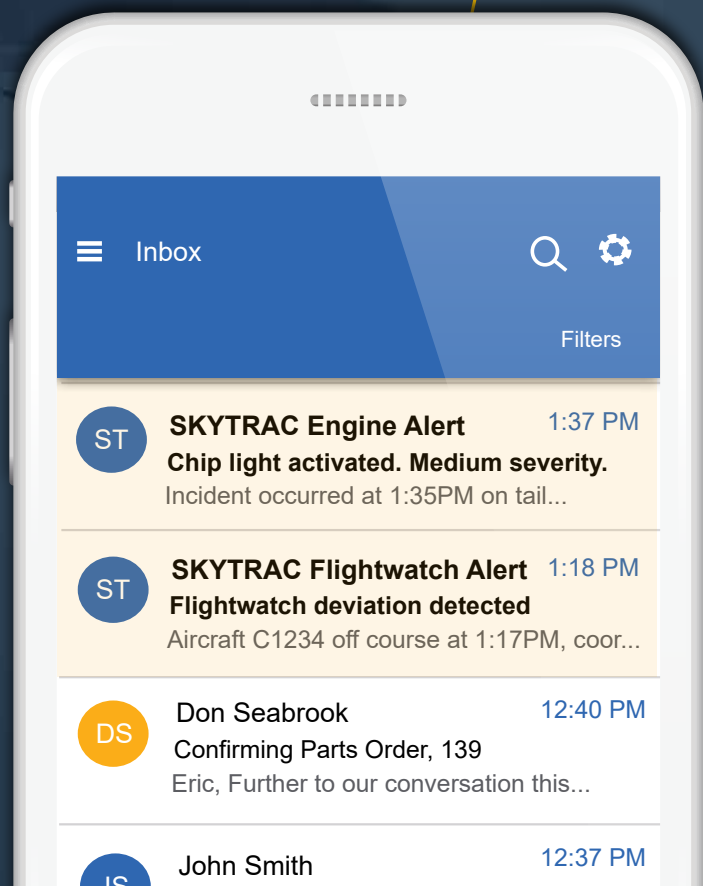 Inbox
Filters
ST
SKYTRAC Engine Alert
1:37 PM
Chip light activated. Medium severity.
Incident occurred at 1:35PM on tail...
ST
SKYTRAC Flightwatch Alert
1:18 PM
Flightwatch deviation detected
Aircraft C1234 off course at 1:17PM, coor...
DS
Don Seabrook
12:40 PM
Confirming Parts Order, 139
Eric, Further to our conversation this...
JS
John Smith
12:37 PM